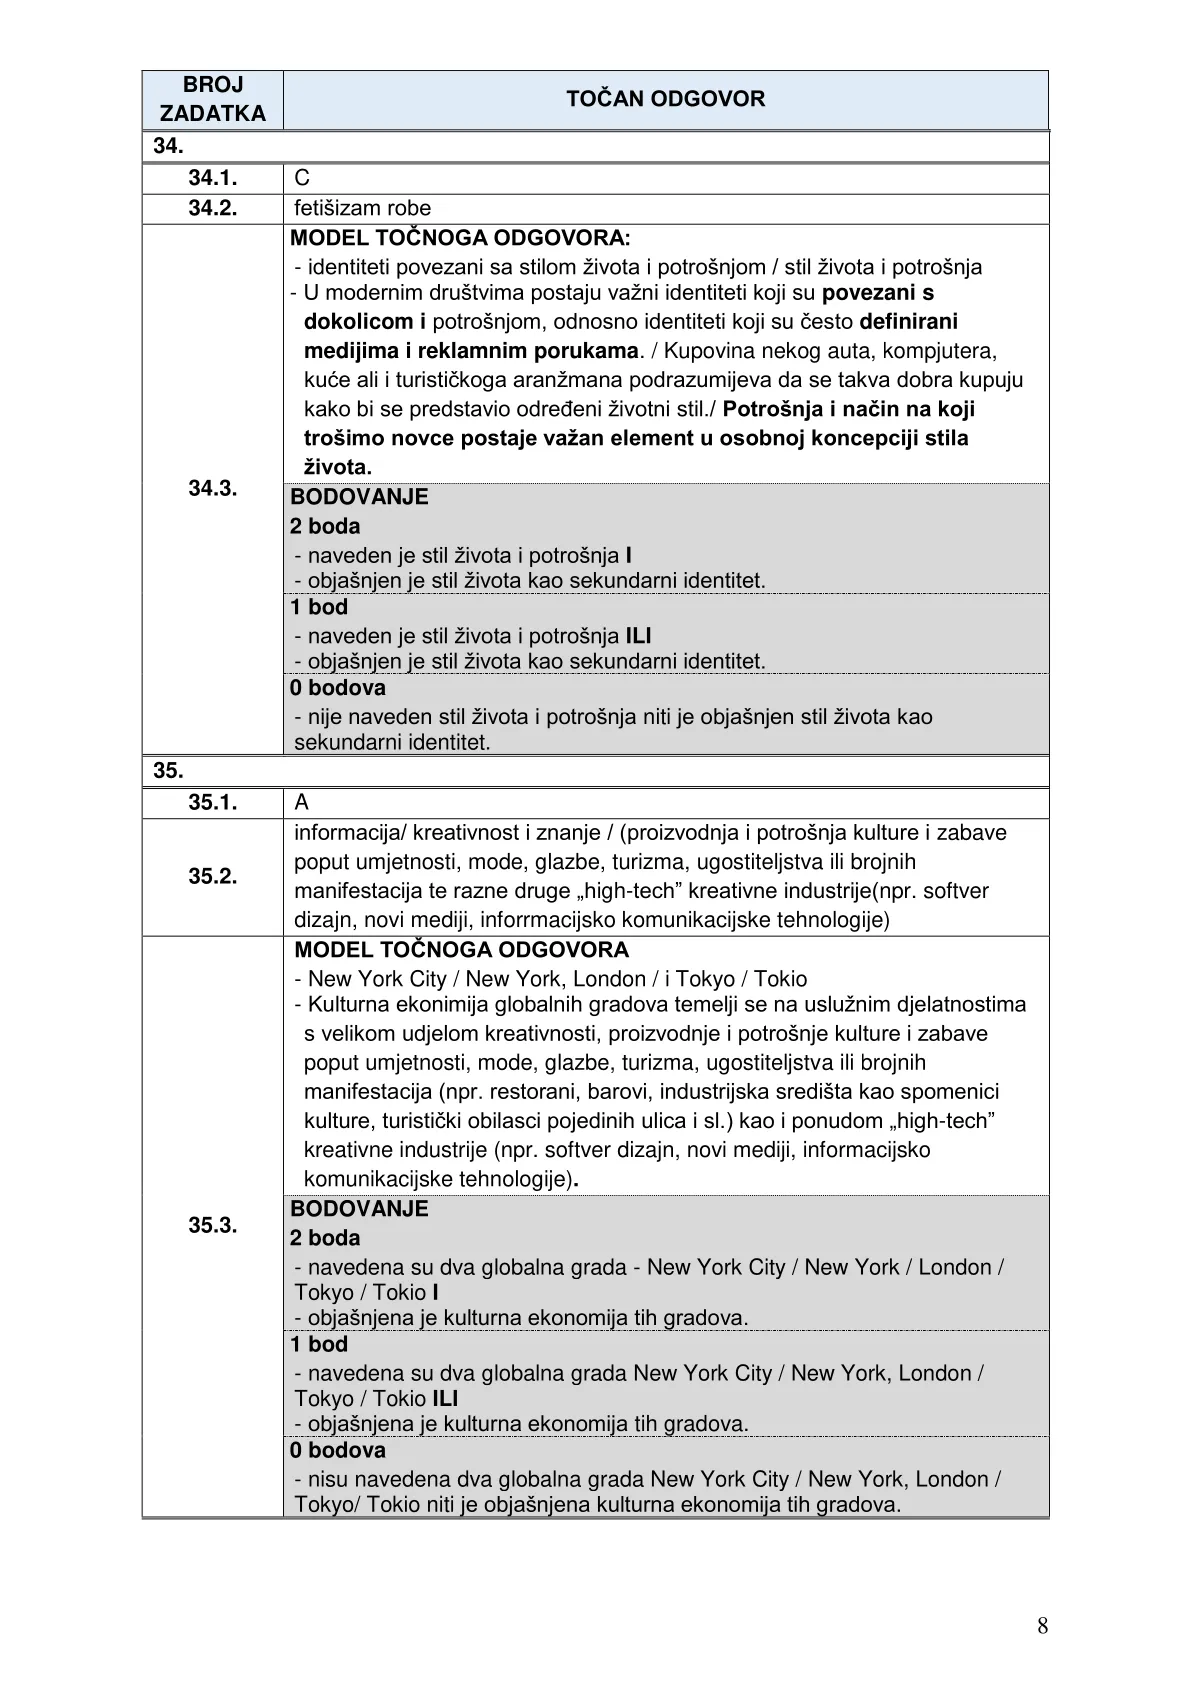 BROJ
ZADATKA
TOČAN ODGOVOR
34.
34.1.
C
34.2.
fetišizam robe
34.3.
MODEL TOČNOGA ODGOVORA:
- identiteti povezani sa stilom života i potrošnjom / stil života i potrošnja
- U modernim društvima postaju važni identiteti koji su povezani s
dokolicom i potrošnjom, odnosno identiteti koji su često definirani
medijima i reklamnim porukama. / Kupovina nekog auta, kompjutera,
kuće ali i turističkoga aranžmana podrazumijeva da se takva dobra kupuju
kako bi se predstavio određeni životni stil./ Potrošnja i način na koji
trošimo novce postaje važan element u osobnoj koncepciji stila
života.
BODOVANJE
2 boda
- naveden je stil života i potrošnja I
- objašnjen je stil života kao sekundarni identitet.
1 bod
- naveden je stil života i potrošnja ILI
- objašnjen je stil života kao sekundarni identitet.
0 bodova
- nije naveden stil života i potrošnja niti je objašnjen stil života kao
sekundarni identitet.
35.
35.1.
A
35.2.
informacija/ kreativnost i znanje / (proizvodnja i potrošnja kulture i zabave
poput umjetnosti, mode, glazbe, turizma, ugostiteljstva ili brojnih
manifestacija te razne druge „high-tech” kreativne industrije(npr. softver
dizajn, novi mediji, inforrmacijsko komunikacijske tehnologije)
35.3.
MODEL TOČNOGA ODGOVORA
- New York City / New York, London / i Tokyo / Tokio
- Kulturna ekonimija globalnih gradova temelji se na uslužnim djelatnostima
s velikom udjelom kreativnosti, proizvodnje i potrošnje kulture i zabave
poput umjetnosti, mode, glazbe, turizma, ugostiteljstva ili brojnih
manifestacija (npr. restorani, barovi, industrijska središta kao spomenici
kulture, turistički obilasci pojedinih ulica i sl.) kao i ponudom „high-tech”
kreativne industrije (npr. softver dizajn, novi mediji, informacijsko
komunikacijske tehnologije).
BODOVANJE
2 boda
- navedena su dva globalna grada - New York City / New York / London /
Tokyo / Tokio I
- objašnjena je kulturna ekonomija tih gradova.
1 bod
- navedena su dva globalna grada New York City / New York, London /
Tokyo / Tokio ILI
- objašnjena je kulturna ekonomija tih gradova.
0 bodova
- nisu navedena dva globalna grada New York City / New York, London /
Tokyo/ Tokio niti je objašnjena kulturna ekonomija tih gradova.
8